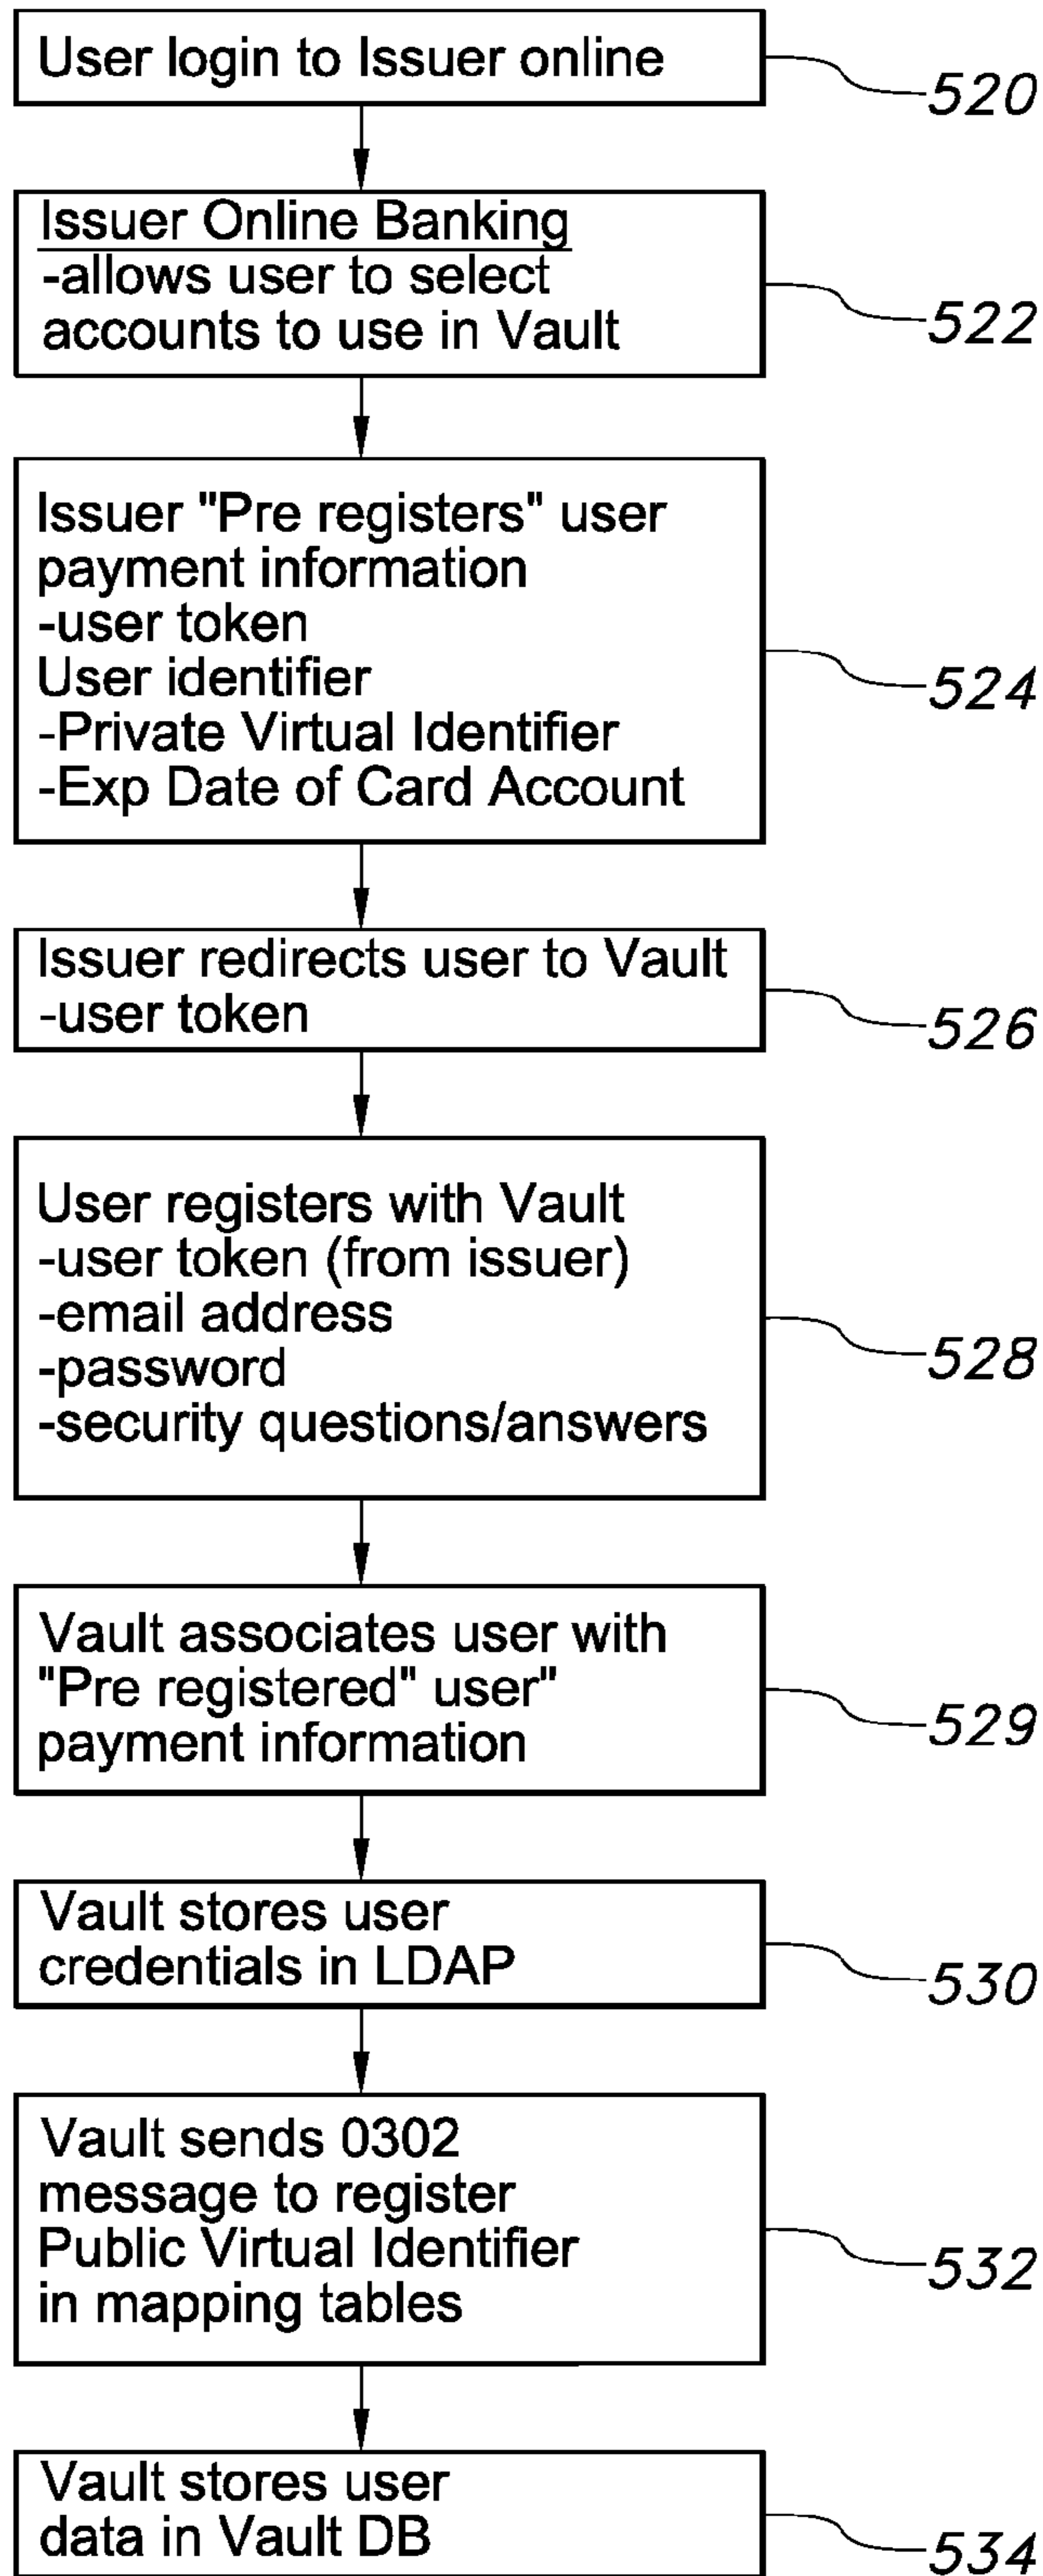 User login to Issuer online
520
Issuer Online Banking
-allows user to select
accounts to use in Vault
522
Issuer "Pre registers" user
payment information
-user token
User identifier
-Private Virtual Identifier
-Exp Date of Card Account
524
Issuer redirects user to Vault
-user token
526
User registers with Vault
-user token (from issuer)
-email address
-password
-security questions/answers
528
Vault associates user with
"Pre registered" user"
payment information
529
Vault stores user
credentials in LDAP
530
Vault sends 0302
message to register
Public Virtual Identifier
in mapping tables
532
Vault stores user
data in Vault DB
534